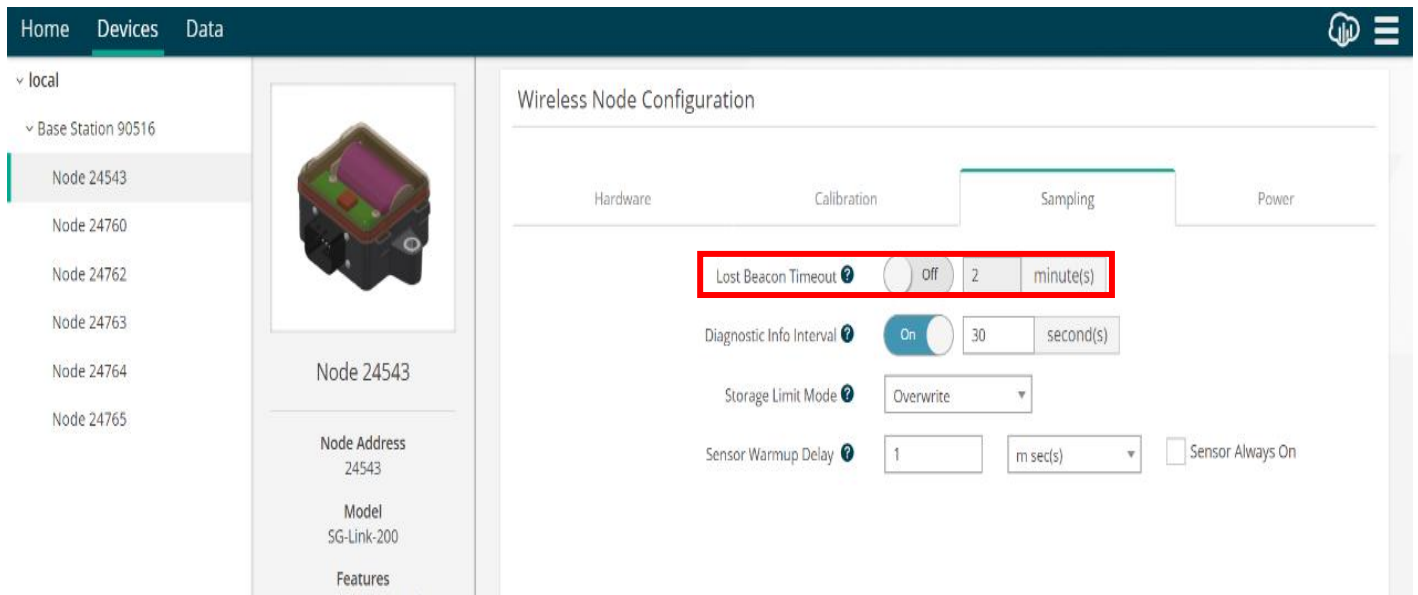 Home Devices Data
local
Base Station 90516
Node 24543
Node 24760
Node 24762
Node 24763
Node 24764
Node 24765
Node 24543
Node Address
24543
Model
SG-Link-200
Features
Wireless Node Configuration
Hardware Calibration Sampling Power
Lost Beacon Timeout ? Off 2 minute(s)
Diagnostic Info Interval ? On 30 second(s)
Storage Limit Mode ? Overwrite
Sensor Warmup Delay ? 1 m sec(s) Sensor Always On